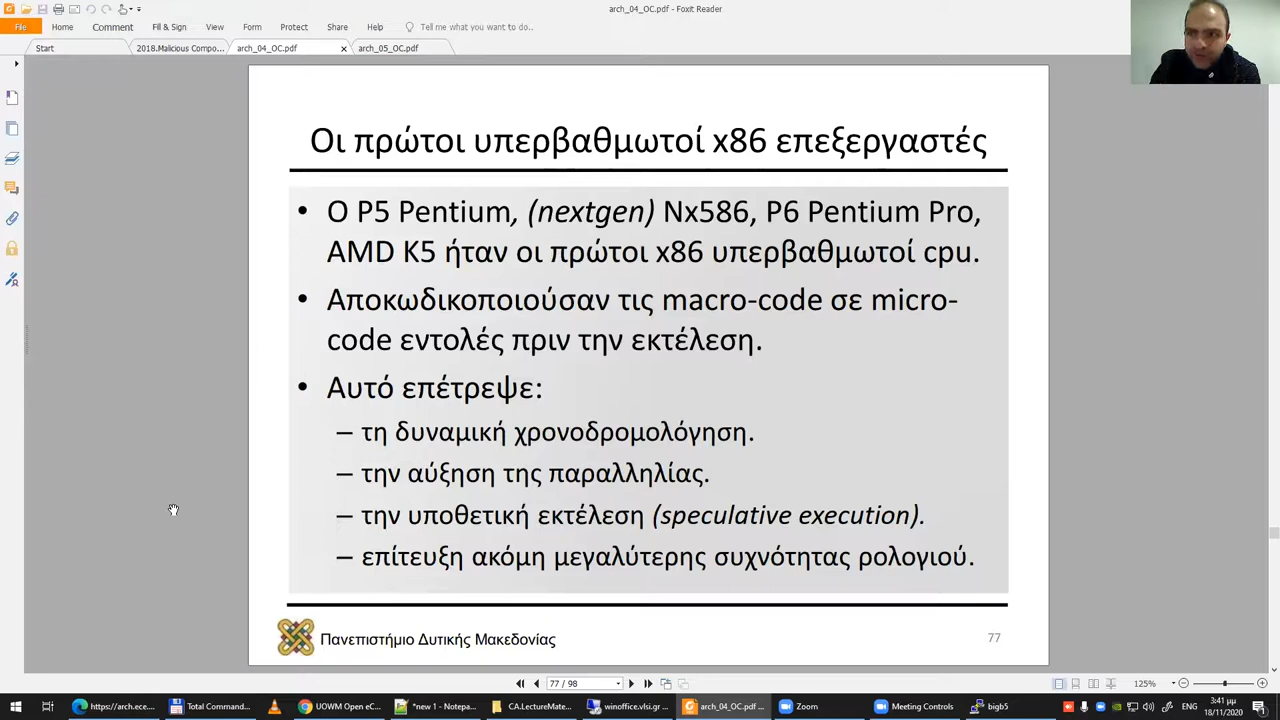 arch_04_OC.pdf - Foxit Reader
File Home Comment Fill & Sign View Form Protect Share Help Tell me what you want to do..
Start 2018.Malicious Compo... arch_04_OC.pdf arch_05_OC.pdf
Οι πρώτοι υπερβαθμωτοί x86 επεξεργαστές
• Ο P5 Pentium, (nextgen) Nx586, P6 Pentium Pro,
AMD K5 ήταν οι πρώτοι x86 υπερβαθμωτοί cpu.
• Αποκωδικοποιούσαν τις macro-code σε micro-
code εντολές πριν την εκτέλεση.
• Αυτό επέτρεψε:
– τη δυναμική χρονοδρομολόγηση.
– την αύξηση της παραλληλίας.
– την υποθετική εκτέλεση (speculative execution).
– επίτευξη ακόμη μεγαλύτερης συχνότητας ρολογιού.
Πανεπιστήμιο Δυτικής Μακεδονίας
77
77 / 98
125%
https://arch.ece.... Total Comman... UOWM Open eC... *new 1 - Notepa... CA.LectureMate... winoffice.vlsi.gr ... arch_04_OC.pdf ... Zoom Meeting Controls bigb5
3:41 μμ
18/11/2020